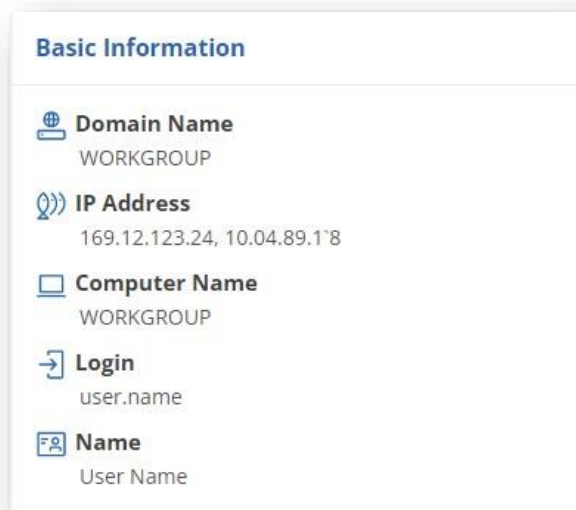 Basic Information
Domain Name
WORKGROUP
IP Address
169.12.123.24, 10.04.89.1`8
Computer Name
WORKGROUP
Login
user.name
Name
User Name